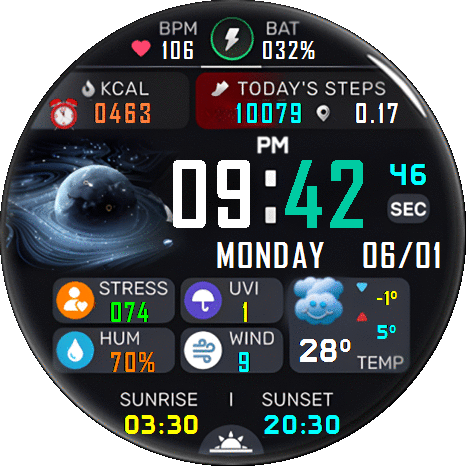 BPM BAT
106 032%
KCAL TODAY'S STEPS
0463 10079 0.17
PM
09:42 46
SEC
MONDAY 06/01
STRESS UVI -1°
074 1
HUM WIND 5°
70% 9 28° TEMP
SUNRISE | SUNSET
03:30 20:30